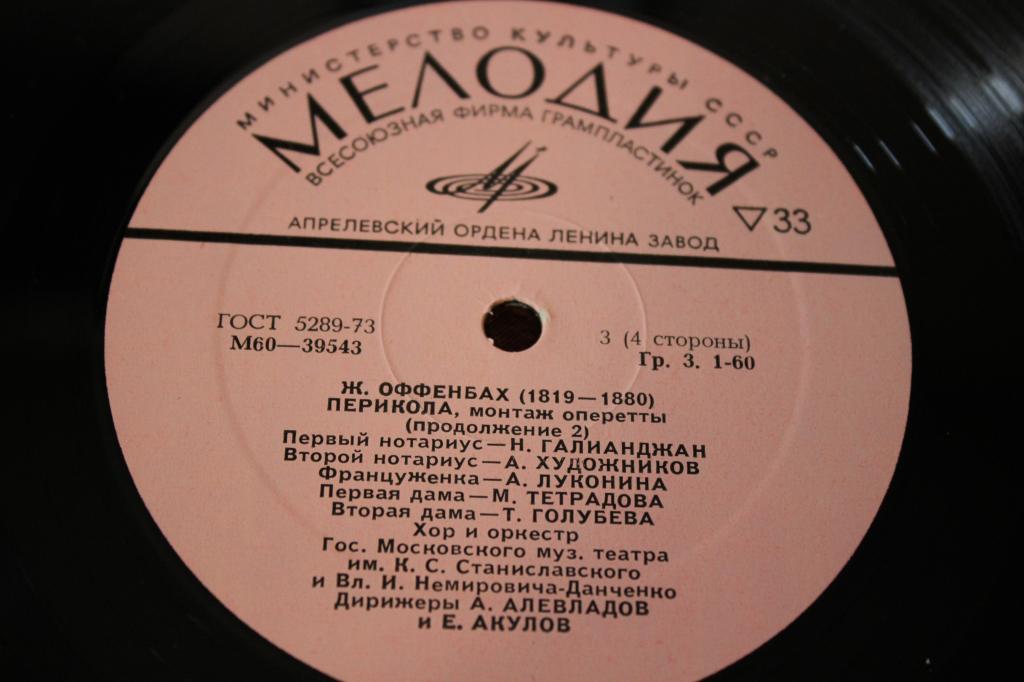 МИНИСТЕРСТВО КУЛЬТУРЫ СССР
МЕЛОДИЯ
ВСЕСОЮЗНАЯ ФИРМА ГРАМПЛАСТИНОК
33
АПРЕЛЕВСКИЙ ОРДЕНА ЛЕНИНА ЗАВОД
ГОСТ 5289-73
М60—39543
3 (4 стороны)
Гр. 3. 1-60
Ж. ОФФЕНБАХ (1819—1880)
ПЕРИКОЛА, монтаж оперетты
(продолжение 2)
Первый нотариус—Н. ГАЛИАНДЖАН
Второй нотариус—А. ХУДОЖНИКОВ
Француженка—А. ЛУКОНИНА
Первая дама—М. ТЕТРАДОВА
Вторая дама—Т. ГОЛУБЕВА
Хор и оркестр
Гос. Московского муз. театра
им. К. С. Станиславского
и Вл. И. Немировича-Данченко
Дирижеры А. АЛЕВЛАДОВ
и Е. АКУЛОВ